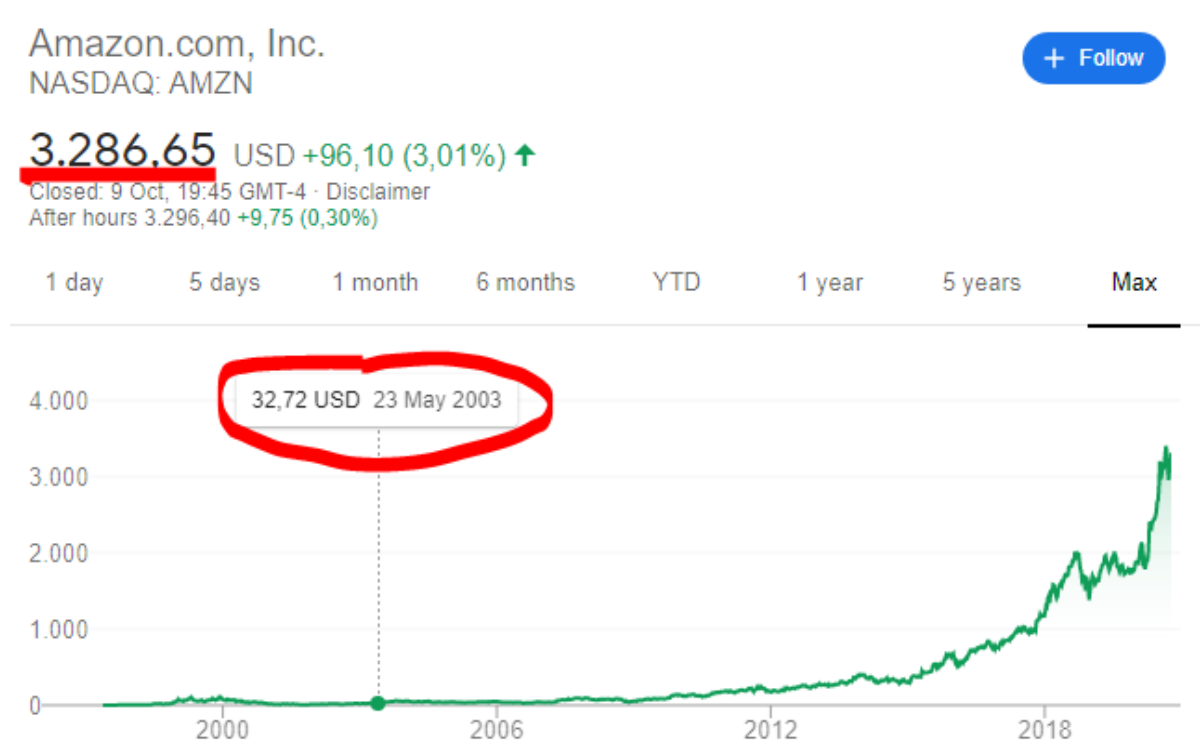 Amazon.com, Inc.
+ Follow
NASDAQ: AMZN
3.286,65 USD +96,10 (3,01%) ↑
Closed: 9 Oct, 19:45 GMT-4 · Disclaimer
After hours 3.296,40 +9,75 (0,30%)
1 day 5 days 1 month 6 months YTD 1 year 5 years Max
32,72 USD 23 May 2003
4.000
3.000
2.000
1.000
0
2000 2006 2012 2018